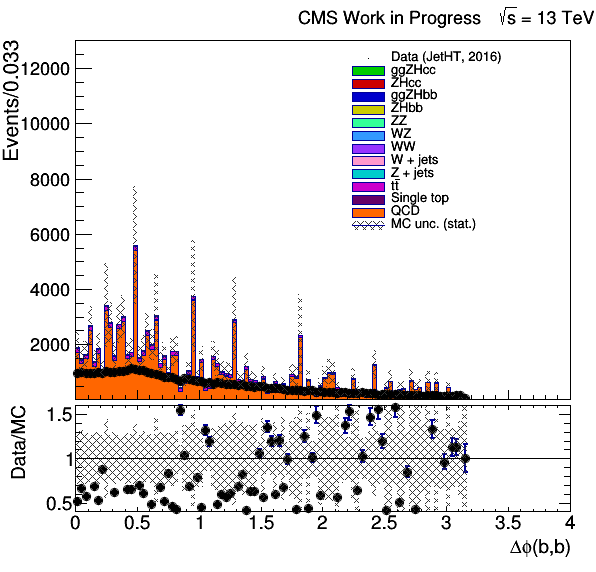 CMS Work in Progress √s = 13 TeV
Events/0.033
12000
10000
8000
6000
4000
2000
Data (JetHT, 2016)
ggZHcc
ZHcc
ggZHbb
ZHbb
ZZ
WZ
WW
W + jets
Z + jets
tt̅
Single top
QCD
MC unc. (stat.)
Data/MC
1.5
1
0.5
0 0.5 1 1.5 2 2.5 3 3.5 4
Δϕ(b,b)